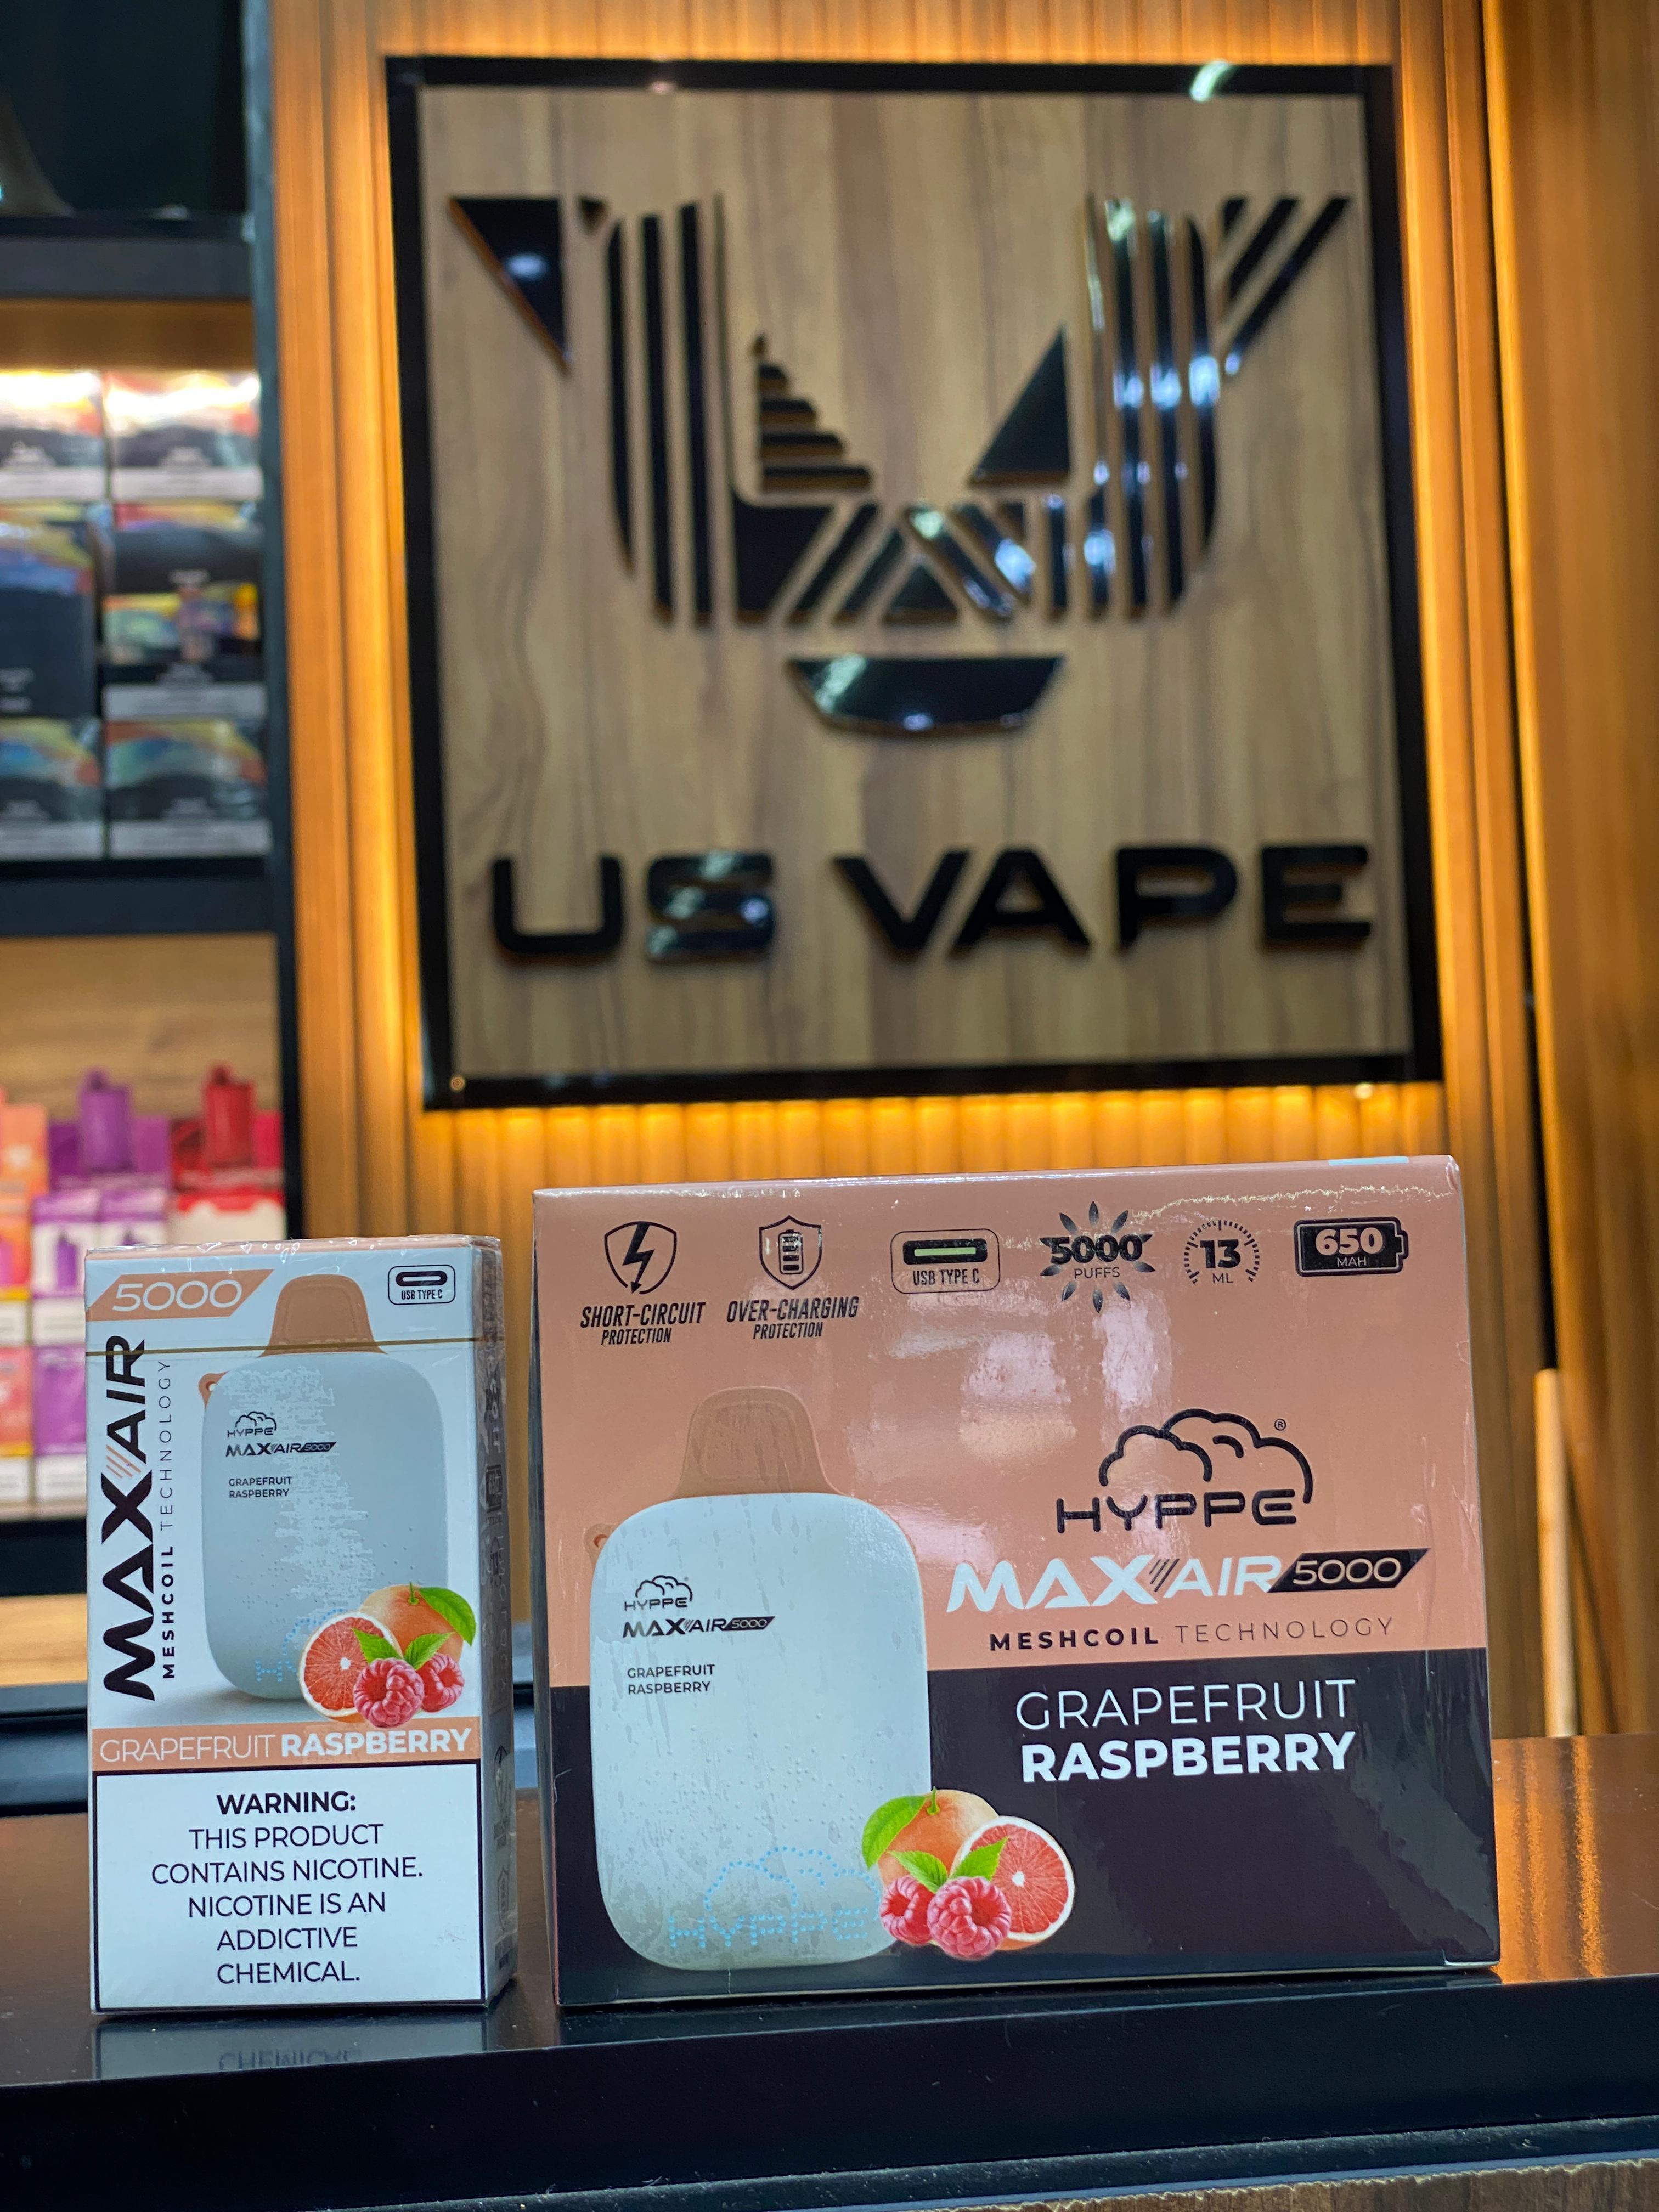 US VAPE
5000
USB TYPE C
MAX AIR
MESHCOIL TECHNOLOGY
HYPPE
MAX AIR 5000
GRAPEFRUIT
RASPBERRY
HYPPE
GRAPEFRUIT RASPBERRY
WARNING:
THIS PRODUCT
CONTAINS NICOTINE.
NICOTINE IS AN
ADDICTIVE
CHEMICAL.
SHORT-CIRCUIT
PROTECTION
OVER-CHARGING
PROTECTION
USB TYPE C
5000
PUFFS
13
ML
650
MAH
HYPPE®
MAX AIR 5000
MESHCOIL TECHNOLOGY
GRAPEFRUIT
RASPBERRY
HYPPE
MAX AIR 5000
GRAPEFRUIT
RASPBERRY
HYPPE